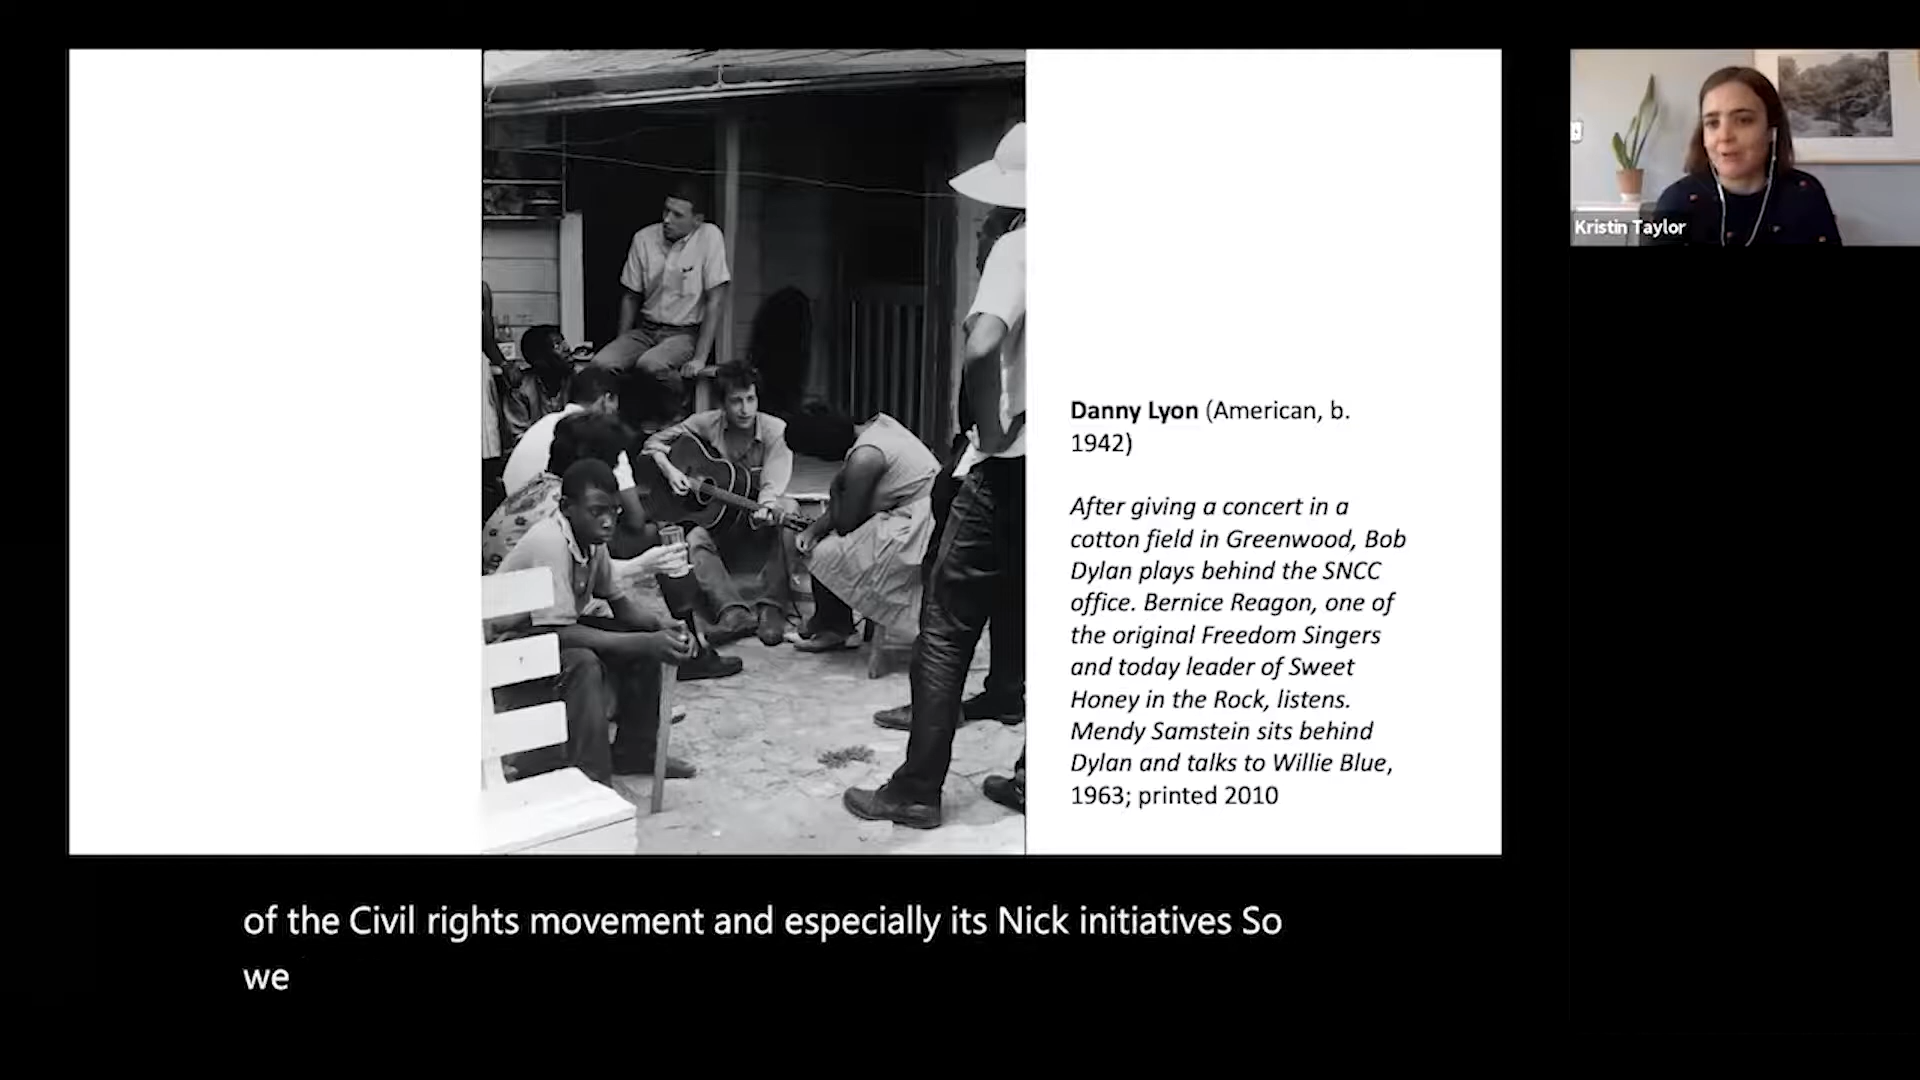 Danny Lyon (American, b.
1942)
After giving a concert in a
cotton field in Greenwood, Bob
Dylan plays behind the SNCC
office. Bernice Reagon, one of
the original Freedom Singers
and today leader of Sweet
Honey in the Rock, listens.
Mendy Samstein sits behind
Dylan and talks to Willie Blue,
1963; printed 2010
Kristin Taylor
of the Civil rights movement and especially its Nick initiatives So
we